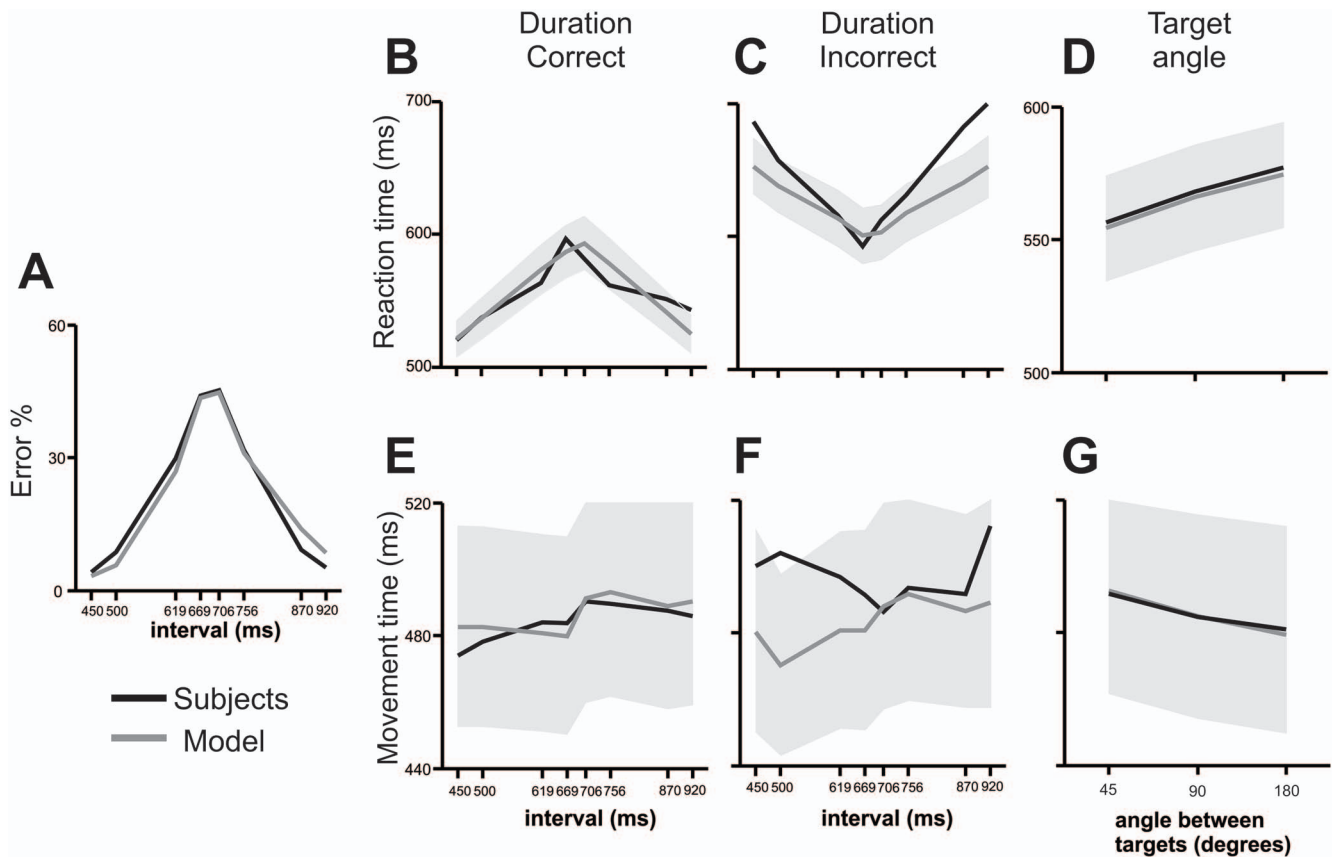 Duration
Correct
Duration
Incorrect
Target
angle
B
C
D
700
600
500
Reaction time (ms)
600
550
500
A
60
30
0
Error %
450 500 619 669 706 756 870 920
interval (ms)
Subjects
Model
E
F
G
520
480
440
Movement time (ms)
450 500 619 669 706 756 870 920
interval (ms)
450 500 619 669 706 756 870 920
interval (ms)
45 90 180
angle between
targets (degrees)